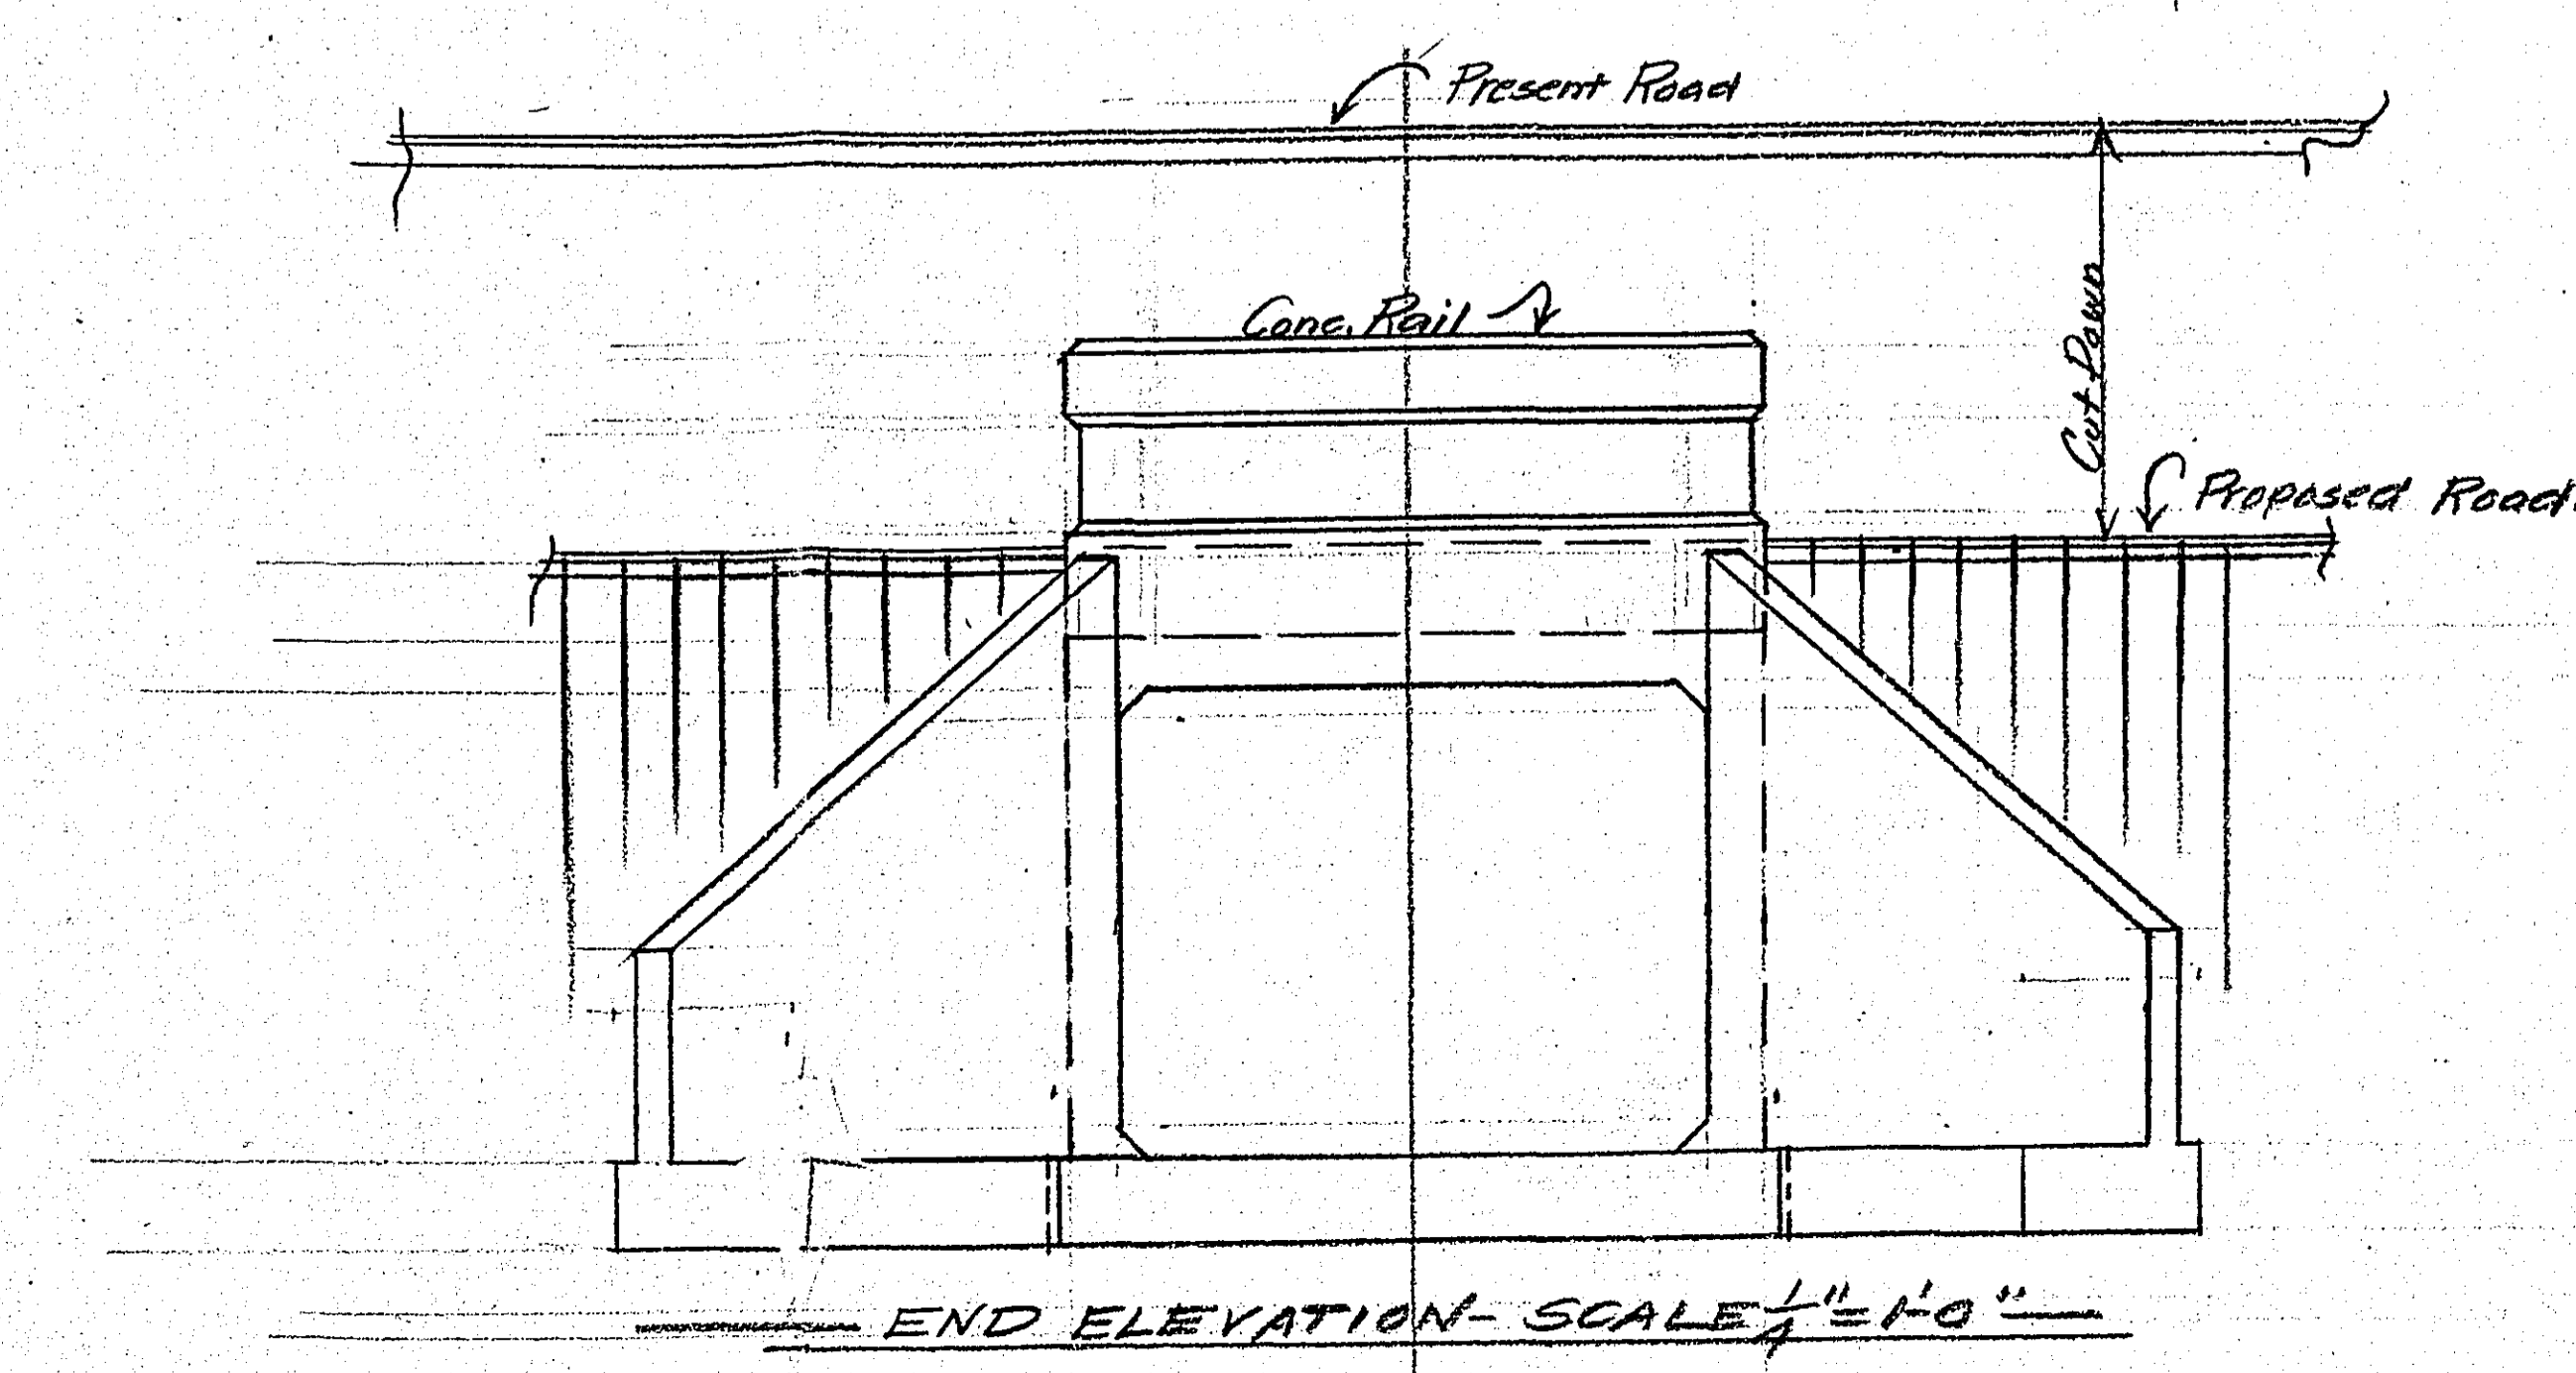 Present Road
Conc. Rail
Cut Down
Proposed Road.
END ELEVATION - SCALE 1/4" = 1'-0"